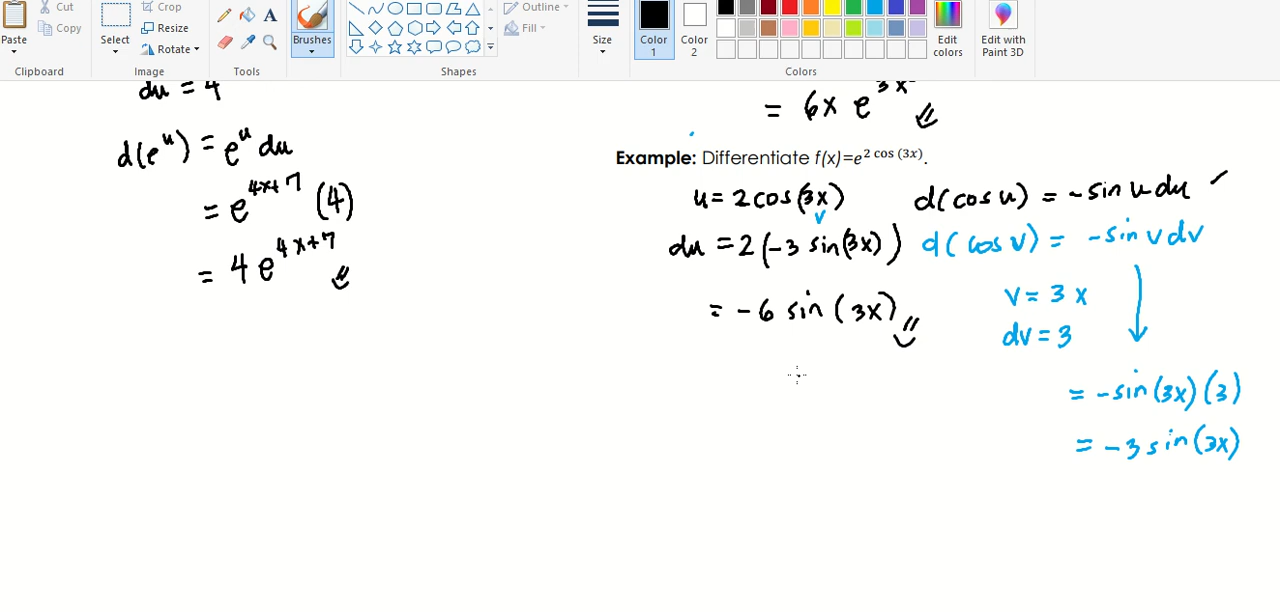 Paste
Cut
Copy
Clipboard
Select
Crop
Resize
Rotate
Image
A
Tools
Brushes
Shapes
Outline
Fill
Size
Color 1
Color 2
Edit colors
Colors
Edit with Paint 3D
du = 4
d(e^u) = e^u du
= e^{4x+7} (4)
= 4e^{4x+7}
= 6x e^{3x}
Example: Differentiate f(x)=e^{2 cos (3x)}.
u = 2cos(3x)
v
du = 2(-3 sin(3x))
= -6 sin(3x)
d(cos u) = -sin u du ✓
d(cos v) = -sin v dv
v = 3x
dv = 3
= -sin(3x)(3)
= -3 sin(3x)